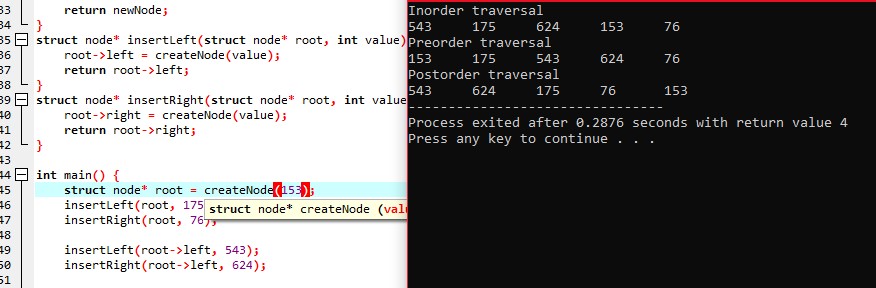 33 return newNode;
34 }
35 struct node* insertLeft(struct node* root, int value)
36 root->left = createNode(value);
37 return root->left;
38 }
39 struct node* insertRight(struct node* root, int value
40 root->right = createNode(value);
41 return root->right;
42 }
43
44 int main() {
45 struct node* root = createNode(153);
46 insertLeft(root, 175
struct node* createNode (valu
47 insertRight(root, 76);
48
49 insertLeft(root->left, 543);
50 insertRight(root->left, 624);
51
Inorder traversal
543 175 624 153 76
Preorder traversal
153 175 543 624 76
Postorder traversal
543 624 175 76 153
--------------------------------
Process exited after 0.2876 seconds with return value 4
Press any key to continue . . .